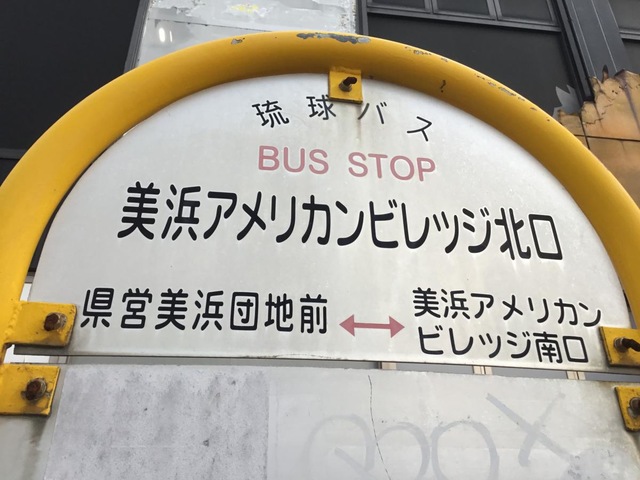 琉球バス
BUS STOP
美浜アメリカンビレッジ北口
県営美浜団地前 ↔ 美浜アメリカン
ビレッジ南口